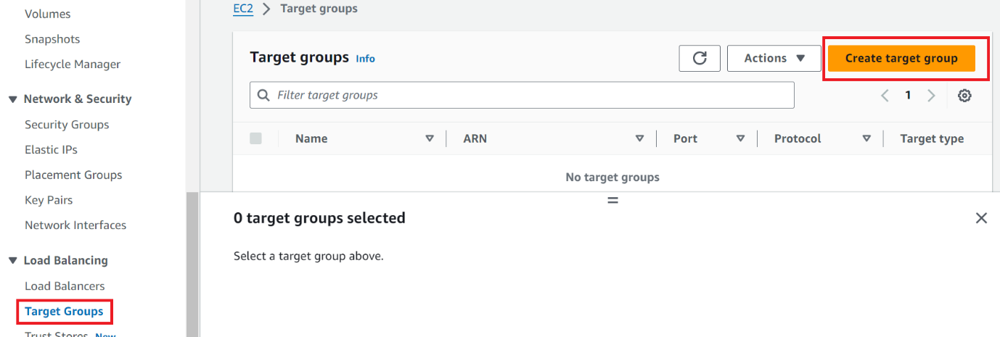 Volumes
Snapshots
Lifecycle Manager
Network & Security
Security Groups
Elastic IPs
Placement Groups
Key Pairs
Network Interfaces
Load Balancing
Load Balancers
Target Groups
Trust Stores New
EC2 Target groups
Target groups Info
Actions
Create target group
Filter target groups
1
Name ARN Port Protocol Target type
No target groups
0 target groups selected
Select a target group above.